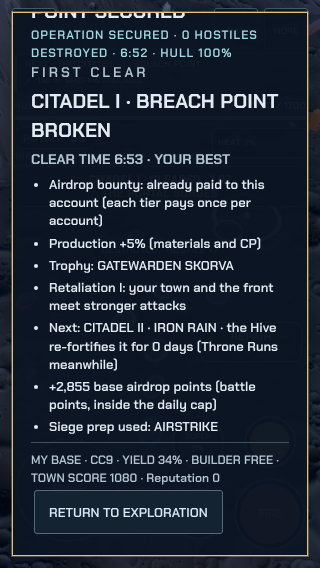 POINT SECURED
OPERATION SECURED · 0 HOSTILES
DESTROYED · 6:52 · HULL 100%
FIRST CLEAR
CITADEL I · BREACH POINT
BROKEN
CLEAR TIME 6:53 · YOUR BEST
• Airdrop bounty: already paid to this
account (each tier pays once per
account)
• Production +5% (materials and CP)
• Trophy: GATEWARDEN SKORVA
• Retaliation I: your town and the front
meet stronger attacks
• Next: CITADEL II · IRON RAIN · the Hive
re-fortifies it for 0 days (Throne Runs
meanwhile)
• +2,855 base airdrop points (battle
points, inside the daily cap)
• Siege prep used: AIRSTRIKE
MY BASE · CC9 · YIELD 34% · BUILDER FREE ·
TOWN SCORE 1080 · Reputation 0
RETURN TO EXPLORATION